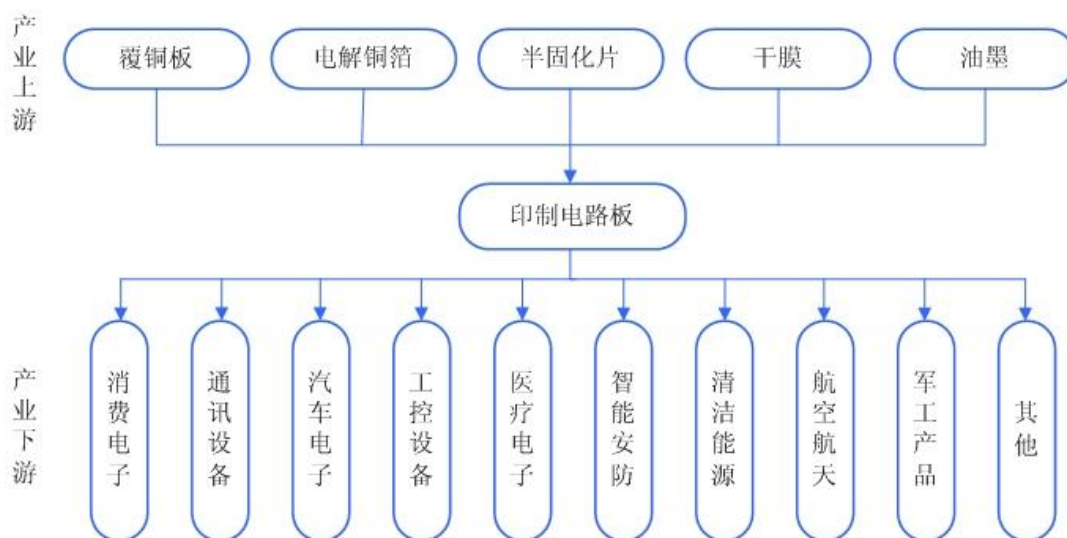 产业上游
覆铜板
电解铜箔
半固化片
干膜
油墨
印制电路板
产业下游
消费电子
通讯设备
汽车电子
工控设备
医疗电子
智能安防
清洁能源
航空航天
军工产品
其他